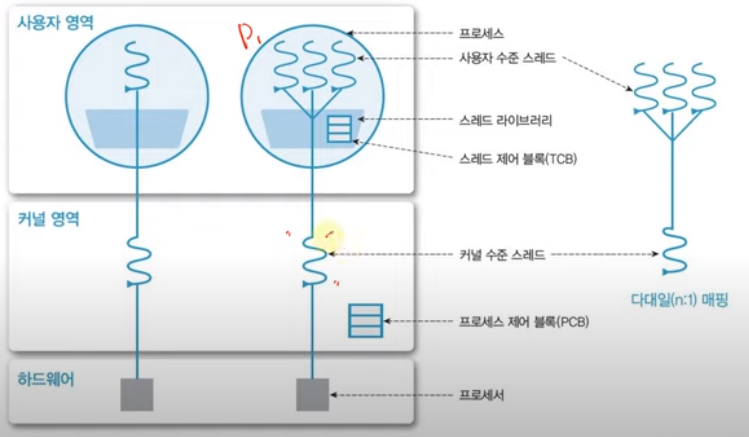 사용자 영역
P1
프로세스
사용자 수준 스레드
스레드 라이브러리
스레드 제어 블록(TCB)
커널 영역
커널 수준 스레드
다대일(n:1) 매핑
프로세스 제어 블록(PCB)
하드웨어
프로세서